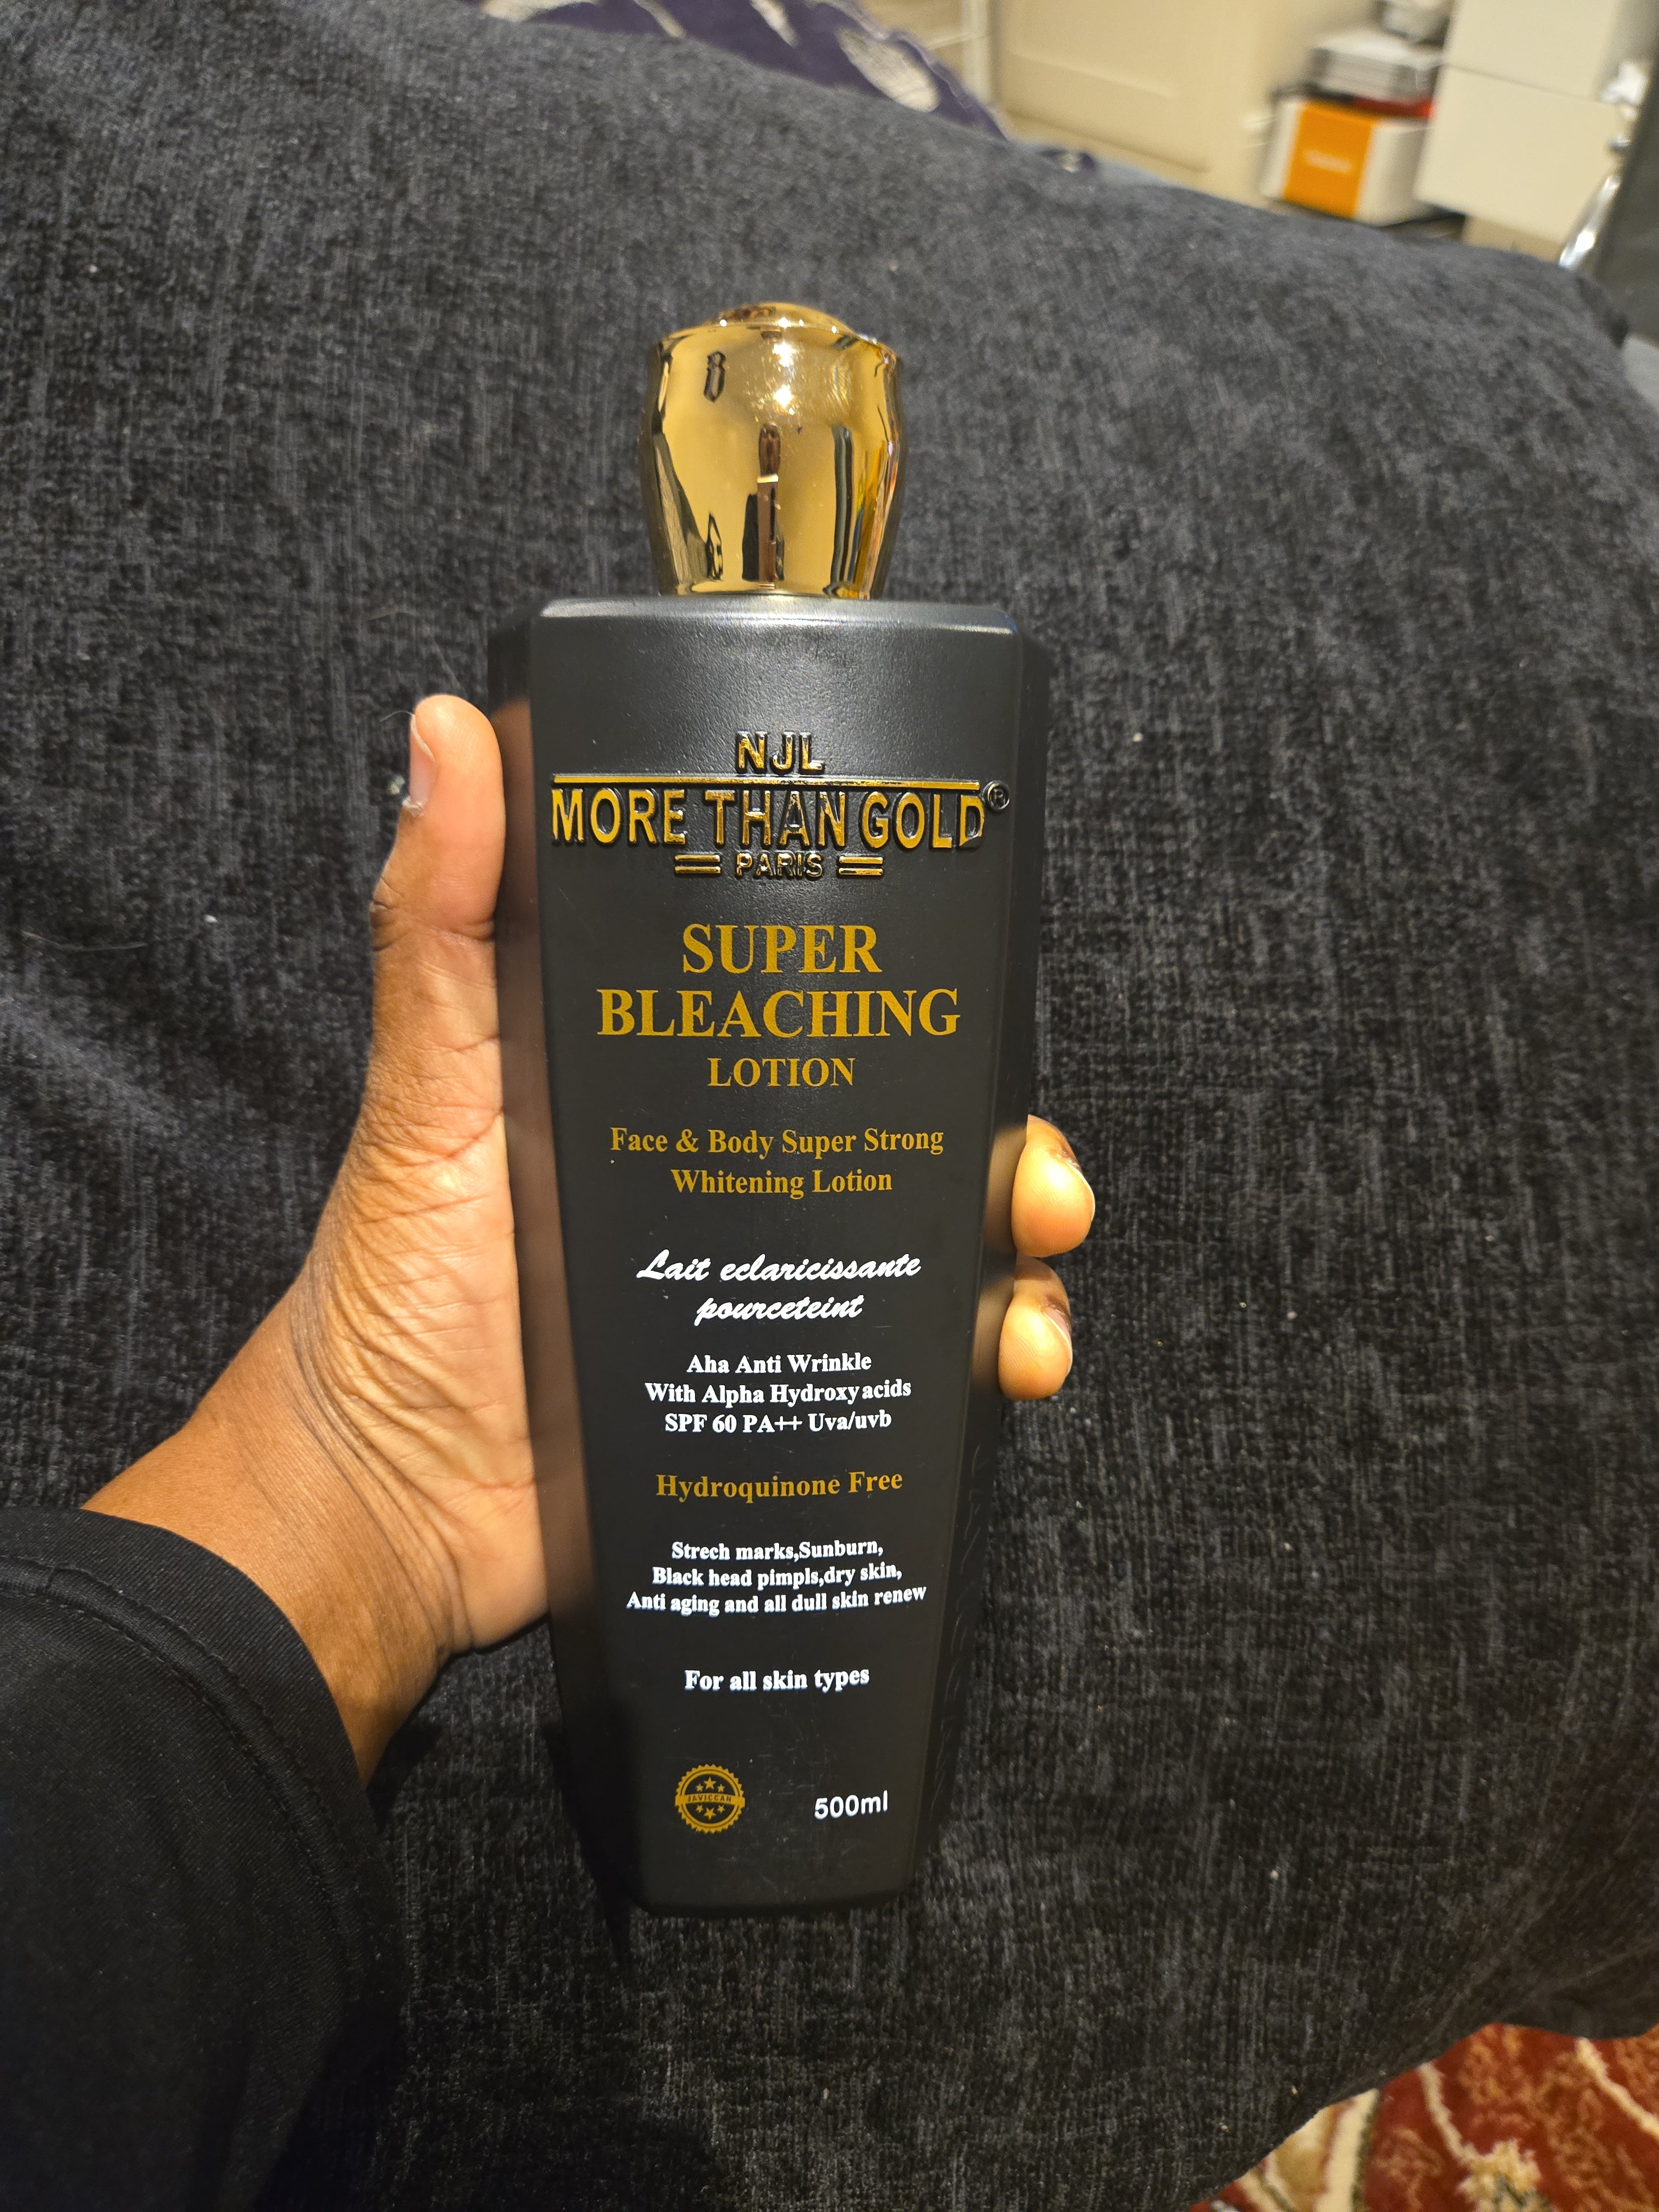 NJL
MORE THAN GOLD®
PARIS
SUPER
BLEACHING
LOTION
Face & Body Super Strong
Whitening Lotion
Lait eclaricissante
pourceteint
Aha Anti Wrinkle
With Alpha Hydroxy acids
SPF 60 PA++ Uva/uvb
Hydroquinone Free
Strech marks,Sunburn,
Black head pimpls,dry skin,
Anti aging and all dull skin renew
For all skin types
500ml